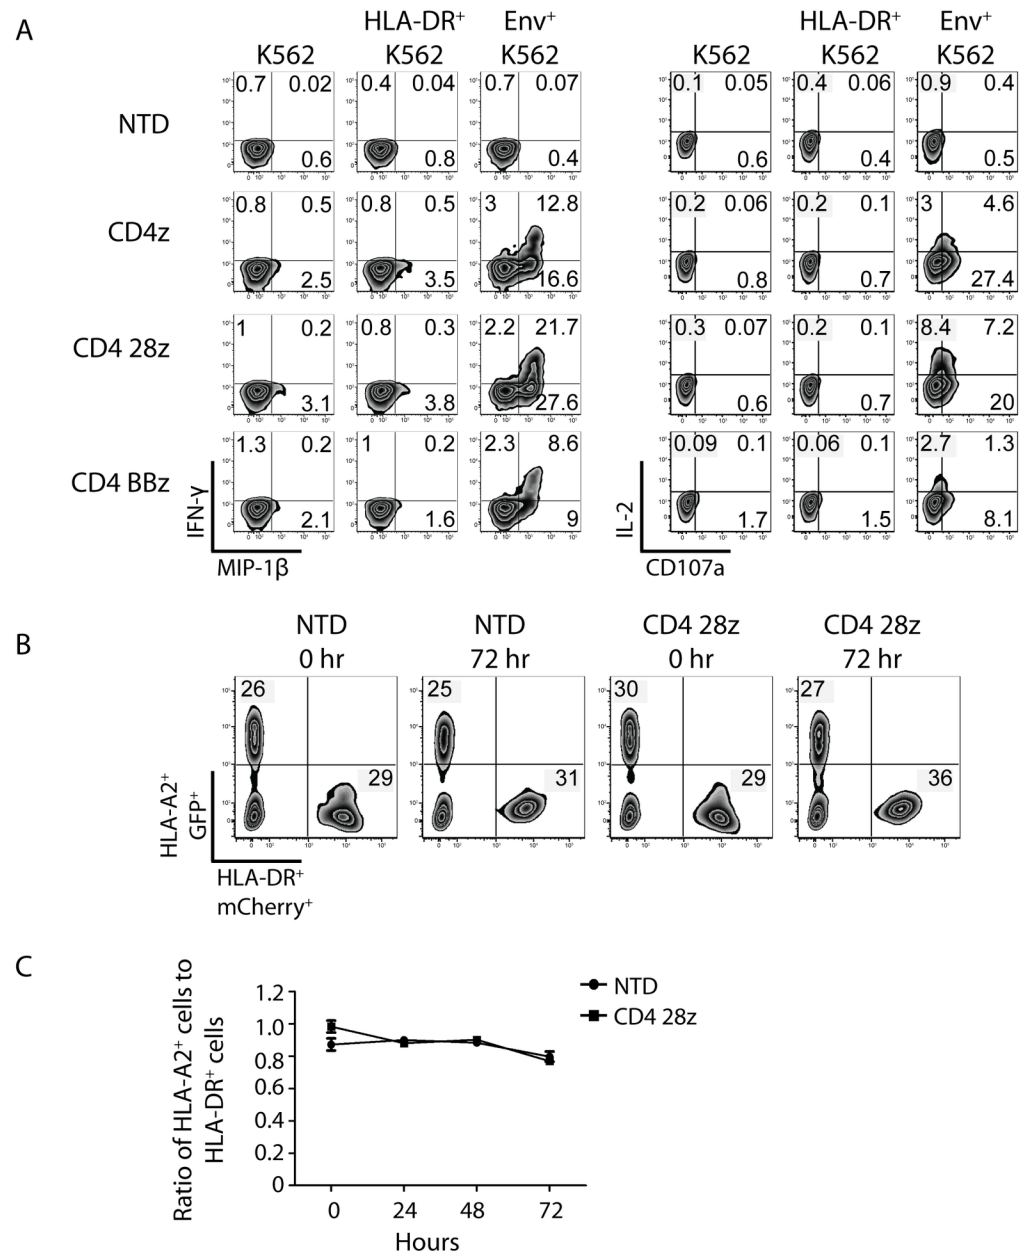 A
HLA-DR⁺ Env⁺ HLA-DR⁺ Env⁺
K562 K562 K562 K562 K562 K562
NTD
0.7 0.02 0.4 0.04 0.7 0.07 0.1 0.05 0.4 0.06 0.9 0.4
0.6 0.8 0.4 0.6 0.4 0.5
CD4z
0.8 0.5 0.8 0.5 3 12.8 0.2 0.06 0.2 0.1 3 4.6
2.5 3.5 16.6 0.8 0.7 27.4
CD4 28z
1 0.2 0.8 0.3 2.2 21.7 0.3 0.07 0.2 0.1 8.4 7.2
3.1 3.8 27.6 0.6 0.7 20
CD4 BBz
1.3 0.2 1 0.2 2.3 8.6 0.09 0.1 0.06 0.1 2.7 1.3
2.1 1.6 9 1.7 1.5 8.1
IFN-γ
MIP-1β
IL-2
CD107a
B
NTD NTD CD4 28z CD4 28z
0 hr 72 hr 0 hr 72 hr
26 25 30 27
29 31 29 36
HLA-A2⁺
GFP⁺
HLA-DR⁺
mCherry⁺
C
Ratio of HLA-A2⁺ cells to
HLA-DR⁺ cells
1.2
1.0
0.8
0.6
0.4
0.2
0
0 24 48 72
Hours
NTD
CD4 28z